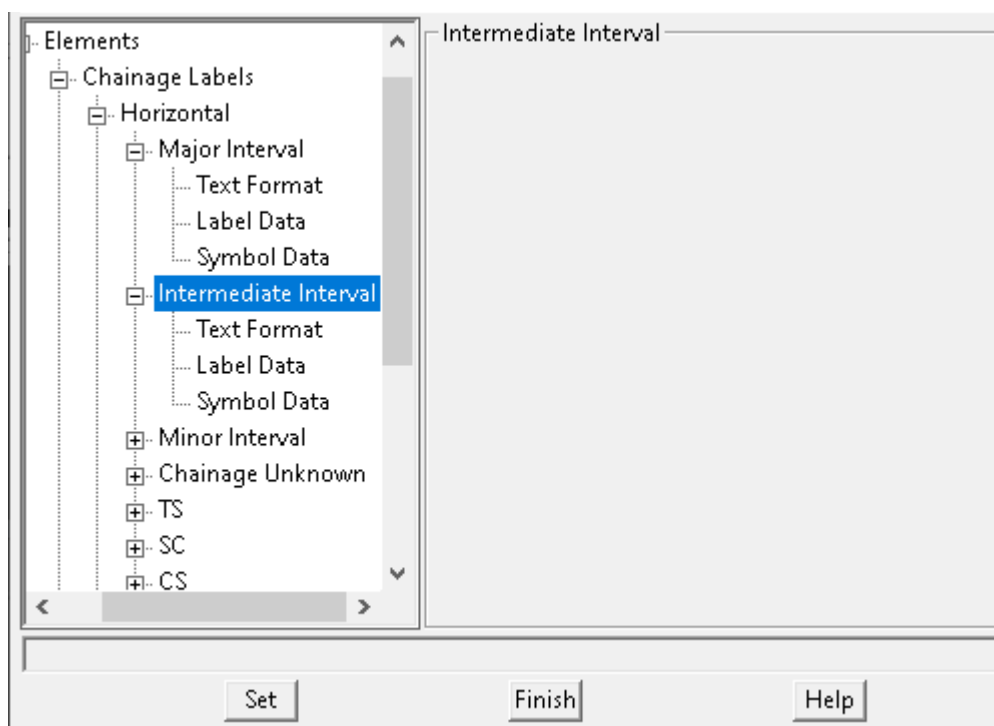 Elements
Chainage Labels
Horizontal
Major Interval
Text Format
Label Data
Symbol Data
Intermediate Interval
Text Format
Label Data
Symbol Data
Minor Interval
Chainage Unknown
TS
SC
CS
Intermediate Interval
Set Finish Help